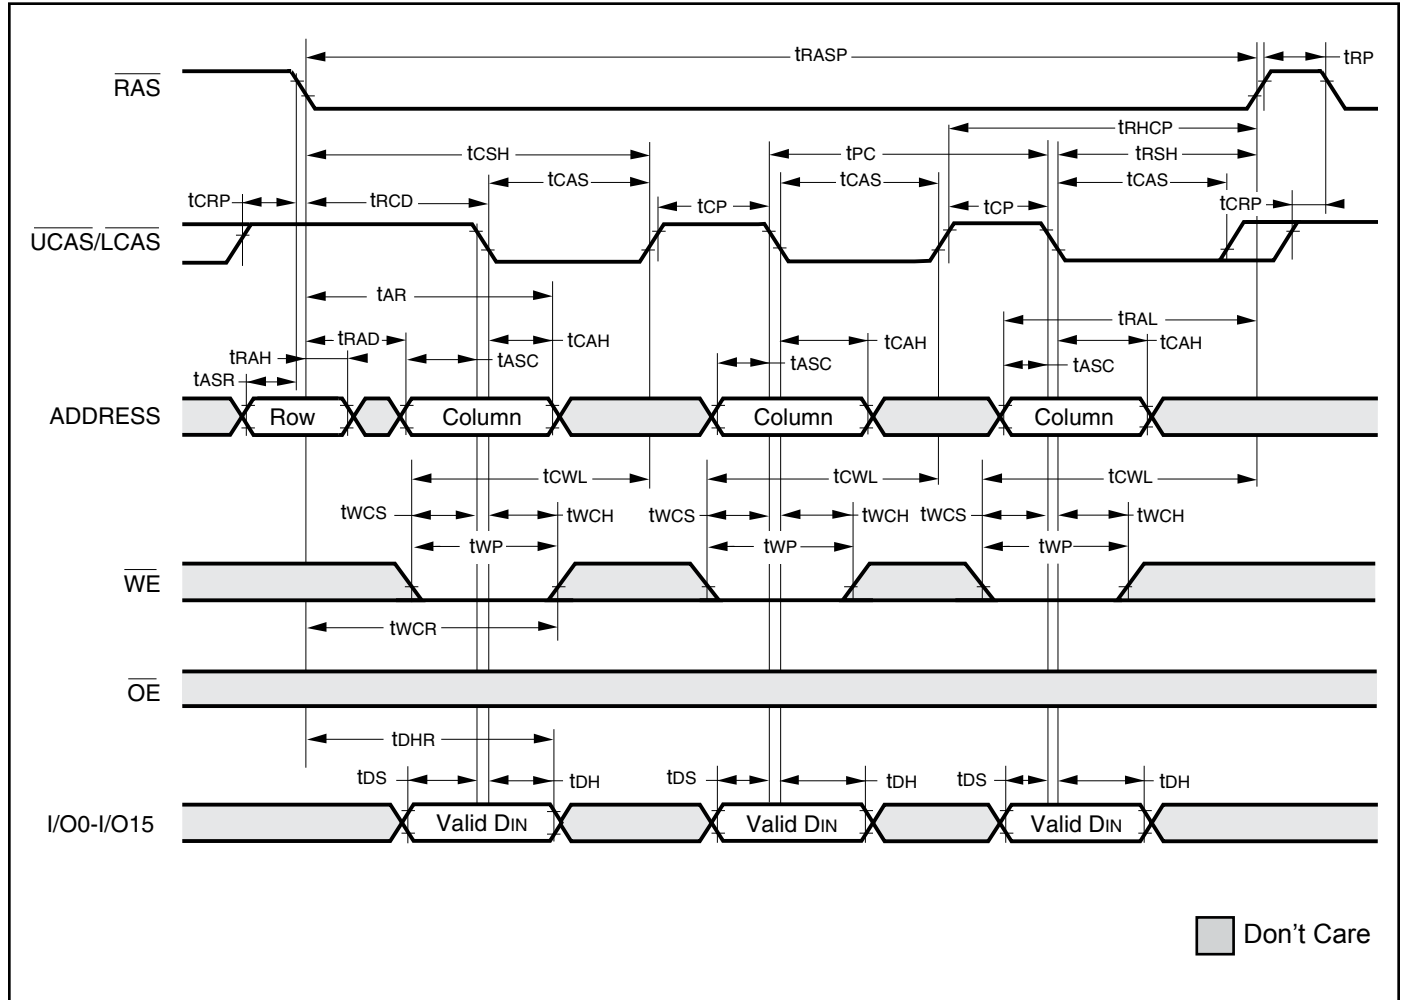 tRASP
tRP
RAS
tRHCP
tCSH
tPC
tRSH
tCAS
tCAS
tCAS
tCRP
tRCD
tCP
tCP
tCRP
UCAS/LCAS
tAR
tRAL
tRAD
tCAH
tCAH
tCAH
tRAH
tASC
tASC
tASC
tASR
ADDRESS
Row
Column
Column
Column
tCWL
tCWL
tCWL
tWCS
tWCH
tWCS
tWCH
tWCS
tWCH
tWP
tWP
tWP
WE
tWCR
OE
tDHR
tDS
tDH
tDS
tDH
tDS
tDH
I/O0-I/O15
Valid DIN
Valid DIN
Valid DIN
Don't Care